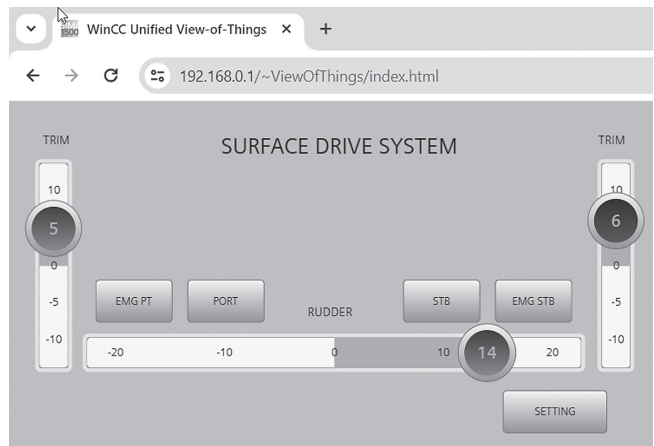 SIM
1500
WinCC Unified View-of-Things
192.168.0.1/~ViewOfThings/index.html
SURFACE DRIVE SYSTEM
TRIM
10
5
0
-5
-10
TRIM
10
6
0
-5
-10
EMG PT
PORT
RUDDER
STB
EMG STB
-20 -10 0 10 14 20
SETTING